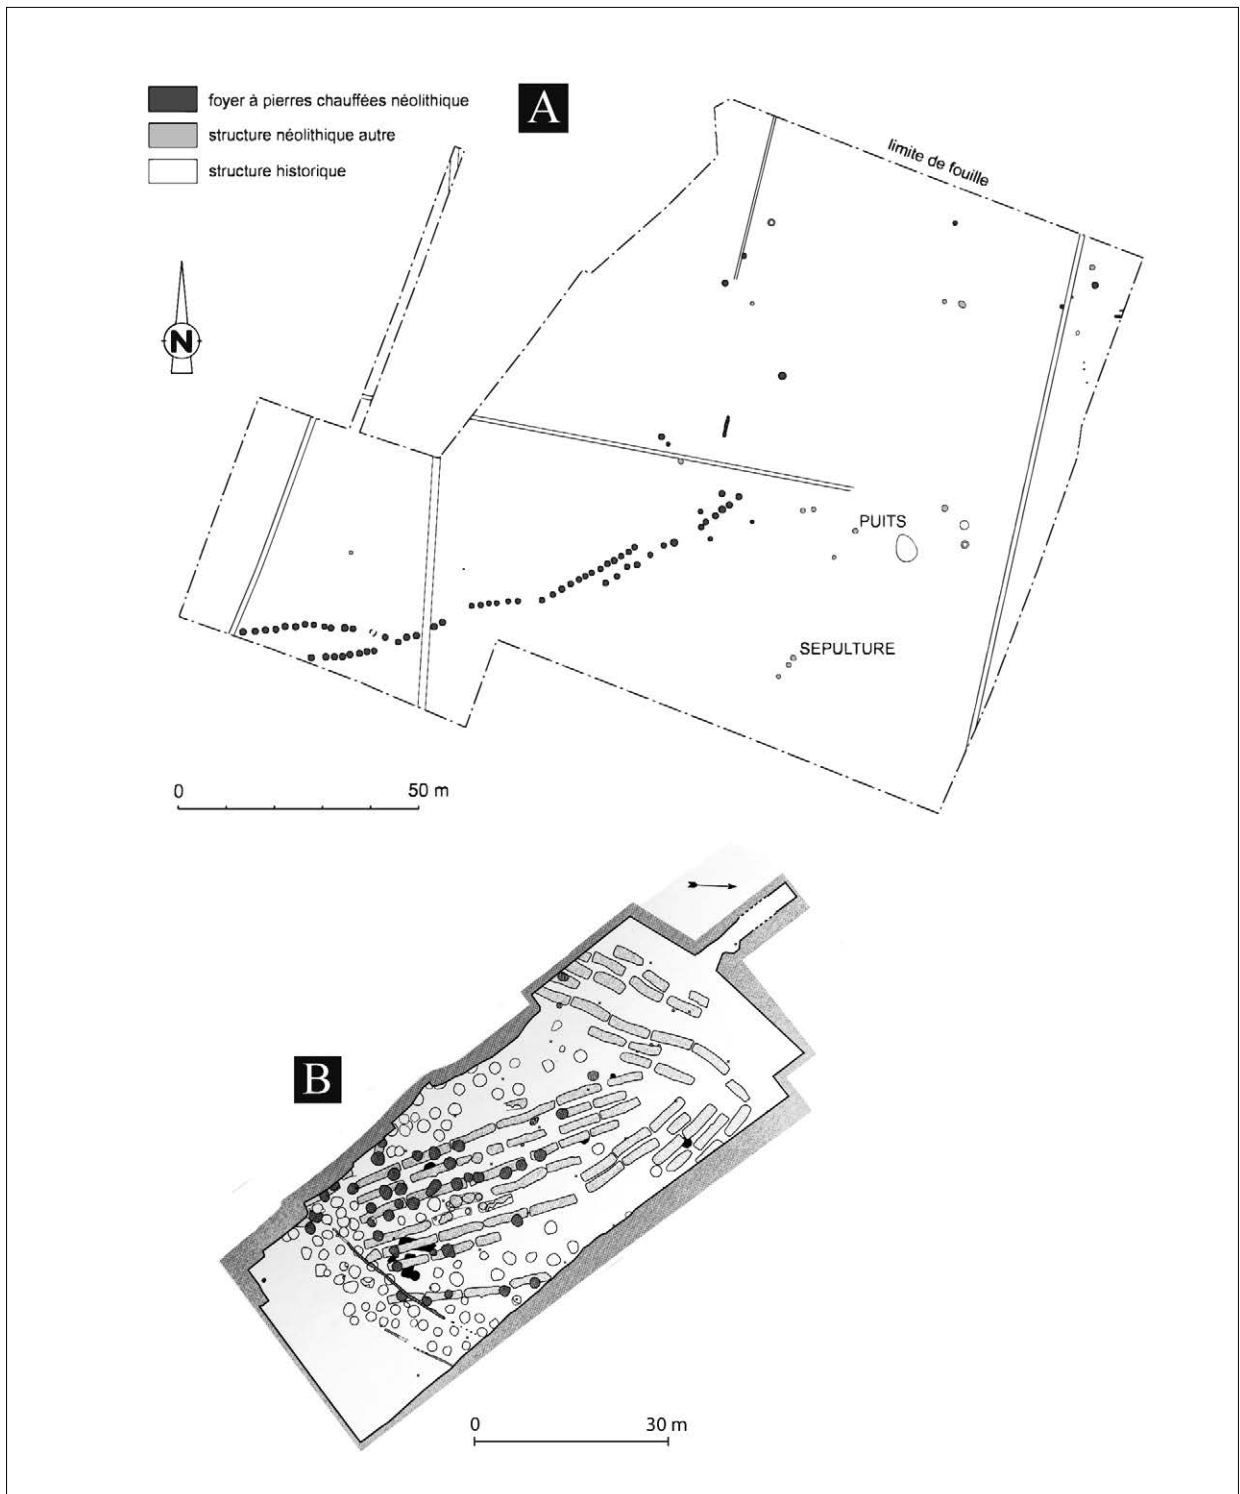 foyer à pierres chauffées néolithique
structure néolithique autre
structure historique
A
limite de fouille
N
PUITS
SEPULTURE
0 50 m
B
0 30 m